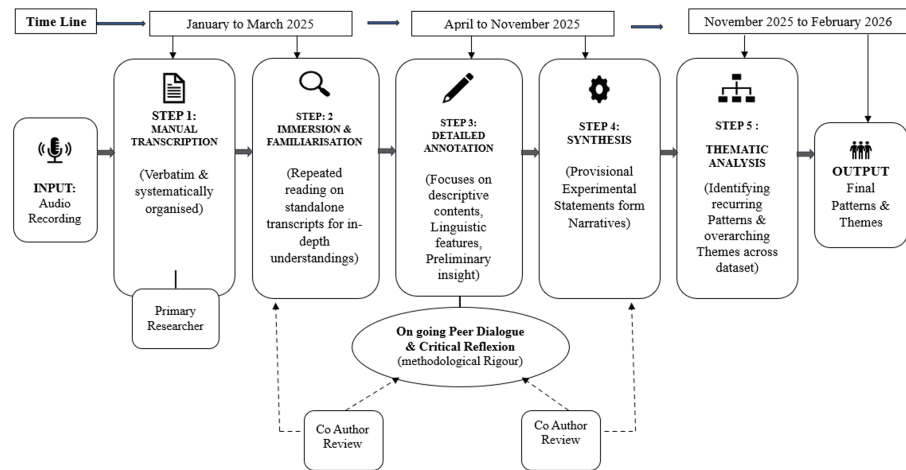 Time Line
January to March 2025
April to November 2025
November 2025 to February 2026
INPUT:
Audio
Recording
STEP 1:
MANUAL
TRANSCRIPTION
(Verbatim &
systematically
organised)
Primary
Researcher
STEP: 2
IMMERSION &
FAMILIARISATION
(Repeated
reading on
standalone
transcripts for in-
depth
understandings)
STEP 3:
DETAILED
ANNOTATION
(Focuses on
descriptive
contents,
Linguistic
features,
Preliminary
insight)
STEP 4:
SYNTHESIS
(Provisional
Experimental
Statements form
Narratives)
STEP 5 :
THEMATIC
ANALYSIS
(Identifying
recurring
Patterns &
overarching
Themes across
dataset)
OUTPUT
Final
Patterns &
Themes
On going Peer Dialogue
& Critical Reflexion
(methodological Rigour)
Co Author
Review
Co Author
Review